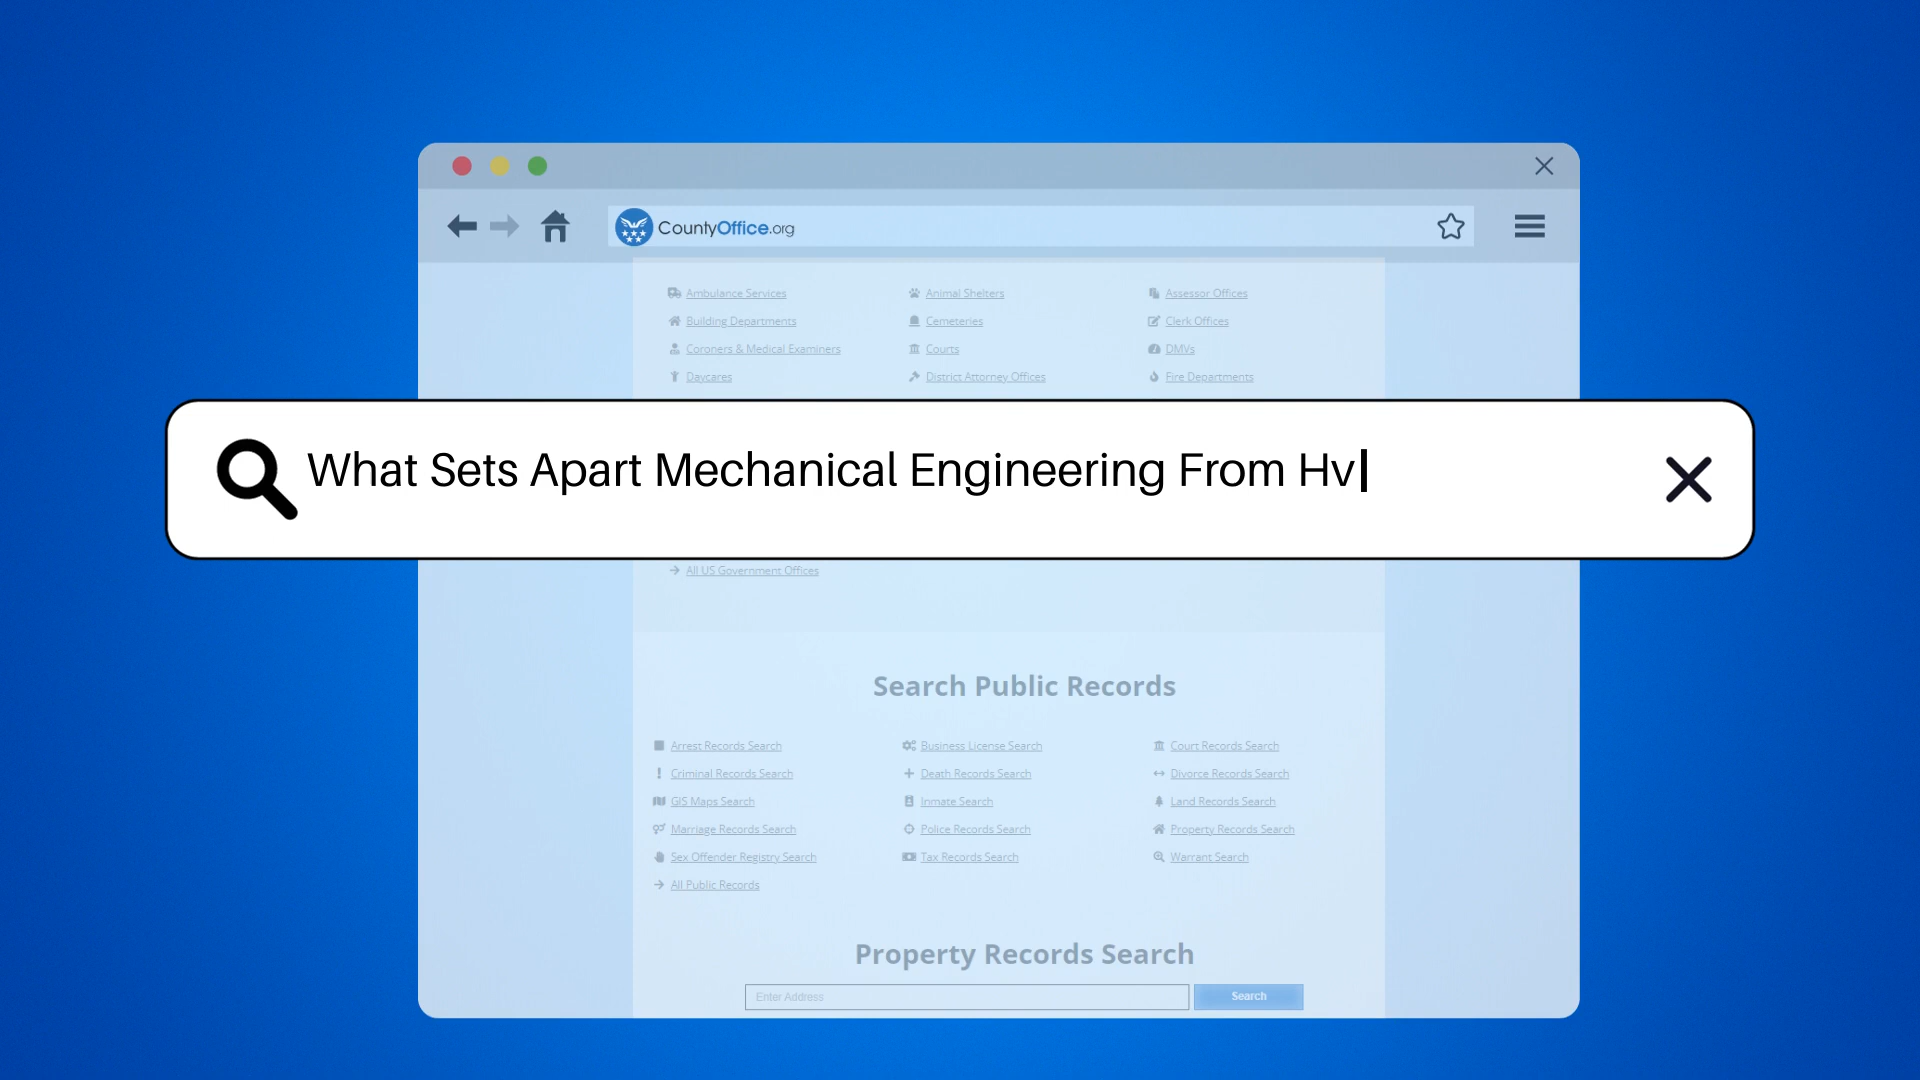 CountyOffice.org
Ambulance Services Animal Shelters Assessor Offices
Building Departments Cemeteries Clerk Offices
Coroners & Medical Examiners Courts DMVs
Daycares District Attorney Offices Fire Departments
What Sets Apart Mechanical Engineering From Hv
All US Government Offices
Search Public Records
Arrest Records Search Business License Search Court Records Search
Criminal Records Search Death Records Search Divorce Records Search
GIS Maps Search Inmate Search Land Records Search
Marriage Records Search Police Records Search Property Records Search
Sex Offender Registry Search Tax Records Search Warrant Search
All Public Records
Property Records Search
Enter Address Search